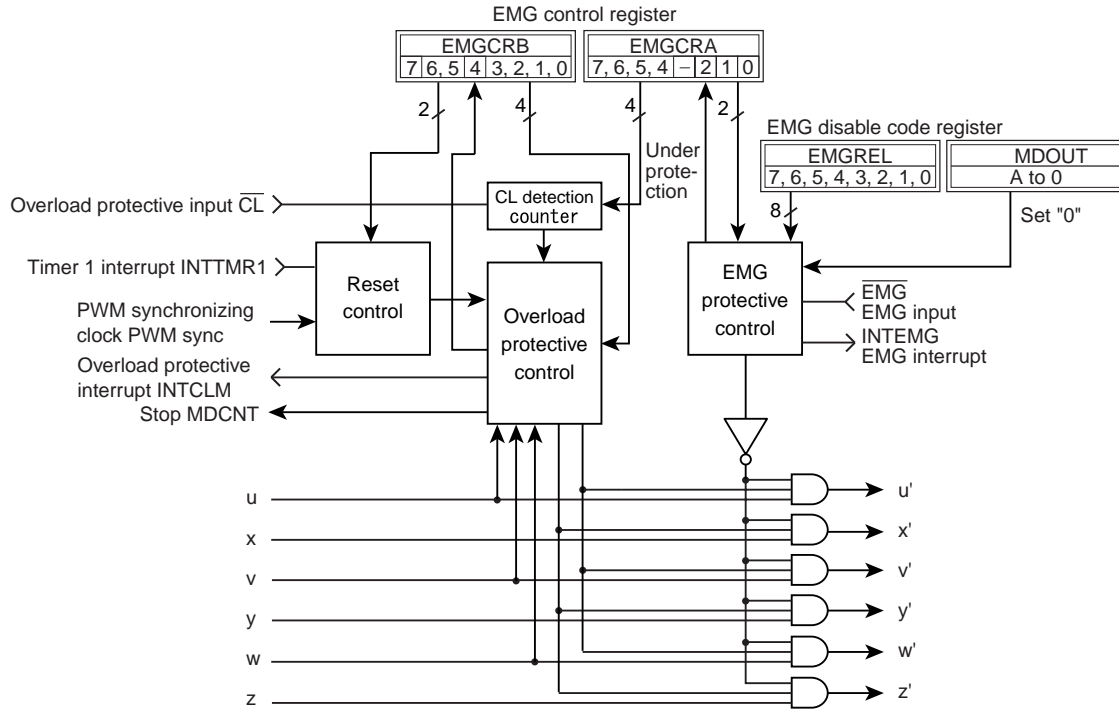 EMG control register
EMGCRB
7 6, 5 4 3, 2, 1, 0
EMGCRA
7, 6, 5, 4 – 2 1 0
2
4
4
2
Under
prote-
ction
EMG disable code register
EMGREL
7, 6, 5, 4, 3, 2, 1, 0
MDOUT
A to 0
8
Set "0"
Overload protective input C̅L̅
CL detection
counter
Timer 1 interrupt INTTMR1
Reset
control
PWM synchronizing
clock PWM sync
Overload
protective
control
EMG
protective
control
E̅M̅G̅
EMG input
INTEMG
EMG interrupt
Overload protective
interrupt INTCLM
Stop MDCNT
u
u'
x
x'
v
v'
y
y'
w
w'
z
z'